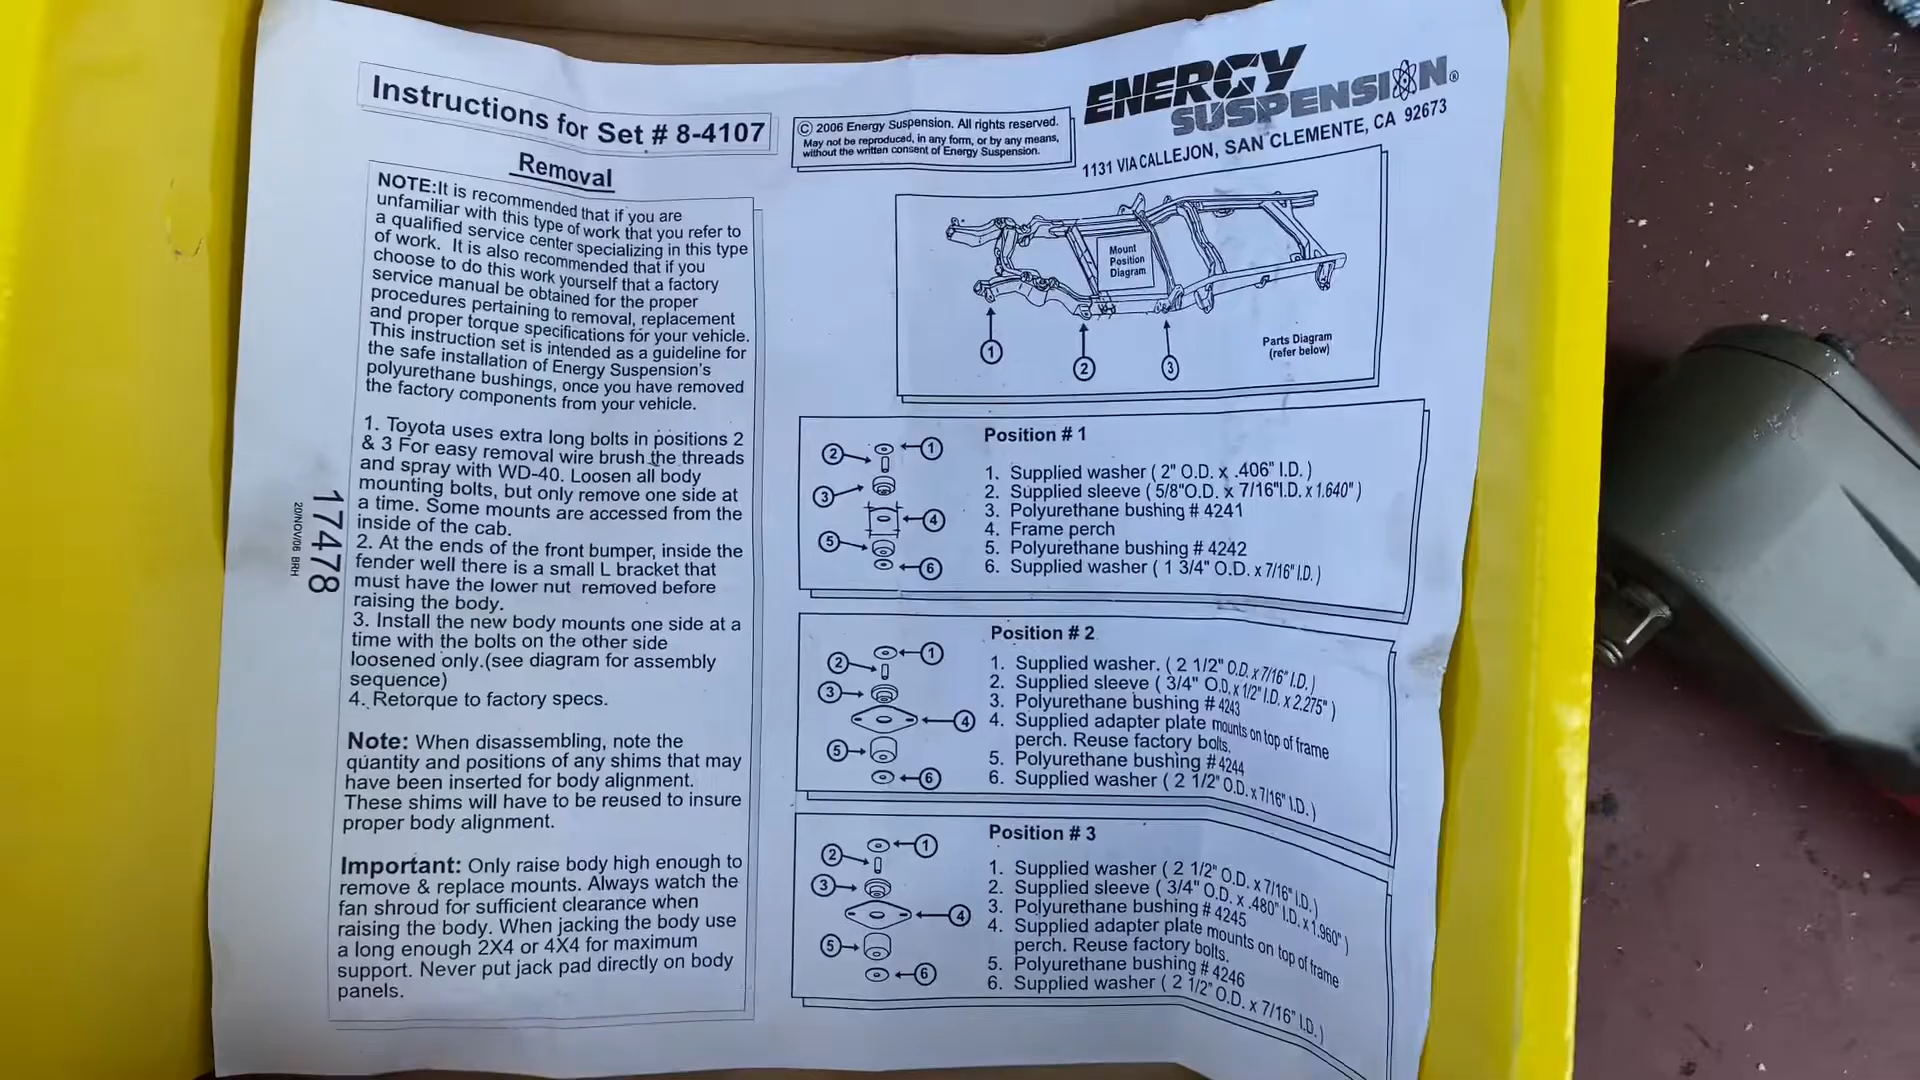 Instructions for Set # 8-4107
© 2006 Energy Suspension. All rights reserved.
May not be reproduced, in any form, or by any means,
without the written consent of Energy Suspension.
ENERGY
SUSPENSION®
1131 VIA CALLEJON, SAN CLEMENTE, CA 92673
Removal
NOTE:It is recommended that if you are
unfamiliar with this type of work that you refer to
a qualified service center specializing in this type
of work. It is also recommended that if you
choose to do this work yourself that a factory
service manual be obtained for the proper
procedures pertaining to removal, replacement
and proper torque specifications for your vehicle.
This instruction set is intended as a guideline for
the safe installation of Energy Suspension's
polyurethane bushings, once you have removed
the factory components from your vehicle.
1. Toyota uses extra long bolts in positions 2
& 3 For easy removal wire brush the threads
and spray with WD-40. Loosen all body
mounting bolts, but only remove one side at
a time. Some mounts are accessed from the
inside of the cab.
2. At the ends of the front bumper, inside the
fender well there is a small L bracket that
must have the lower nut removed before
raising the body.
3. Install the new body mounts one side at a
time with the bolts on the other side
loosened only.(see diagram for assembly
sequence)
4. Retorque to factory specs.
Note: When disassembling, note the
quantity and positions of any shims that may
have been inserted for body alignment.
These shims will have to be reused to insure
proper body alignment.
Important: Only raise body high enough to
remove & replace mounts. Always watch the
fan shroud for sufficient clearance when
raising the body. When jacking the body use
a long enough 2X4 or 4X4 for maximum
support. Never put jack pad directly on body
panels.
17478
20/NOV/06 BRH
Mount
Position
Diagram
1
2
3
Parts Diagram
(refer below)
Position # 1
1. Supplied washer ( 2" O.D. x .406" I.D. )
2. Supplied sleeve ( 5/8"O.D. x 7/16"I.D. x 1.640" )
3. Polyurethane bushing # 4241
4. Frame perch
5. Polyurethane bushing # 4242
6. Supplied washer ( 1 3/4" O.D. x 7/16" I.D. )
1
2
3
4
5
6
Position # 2
1. Supplied washer. ( 2 1/2" O.D. x 7/16" I.D. )
2. Supplied sleeve ( 3/4" O.D. x 1/2" I.D. x 2.275" )
3. Polyurethane bushing # 4243
4. Supplied adapter plate mounts on top of frame
perch. Reuse factory bolts.
5. Polyurethane bushing # 4244
6. Supplied washer ( 2 1/2" O.D. x 7/16" I.D. )
1
2
3
4
5
6
Position # 3
1. Supplied washer ( 2 1/2" O.D. x 7/16" I.D. )
2. Supplied sleeve ( 3/4" O.D. x .480" I.D. x 1.960" )
3. Polyurethane bushing # 4245
4. Supplied adapter plate mounts on top of frame
perch. Reuse factory bolts.
5. Polyurethane bushing # 4246
6. Supplied washer ( 2 1/2" O.D. x 7/16" I.D. )
1
2
3
4
5
6